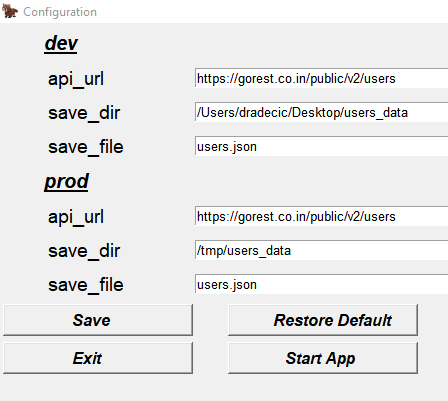 Configuration
dev
api_url https://gorest.co.in/public/v2/users
save_dir /Users/dradecic/Desktop/users_data
save_file users.json
prod
api_url https://gorest.co.in/public/v2/users
save_dir /tmp/users_data
save_file users.json
Save Restore Default
Exit Start App